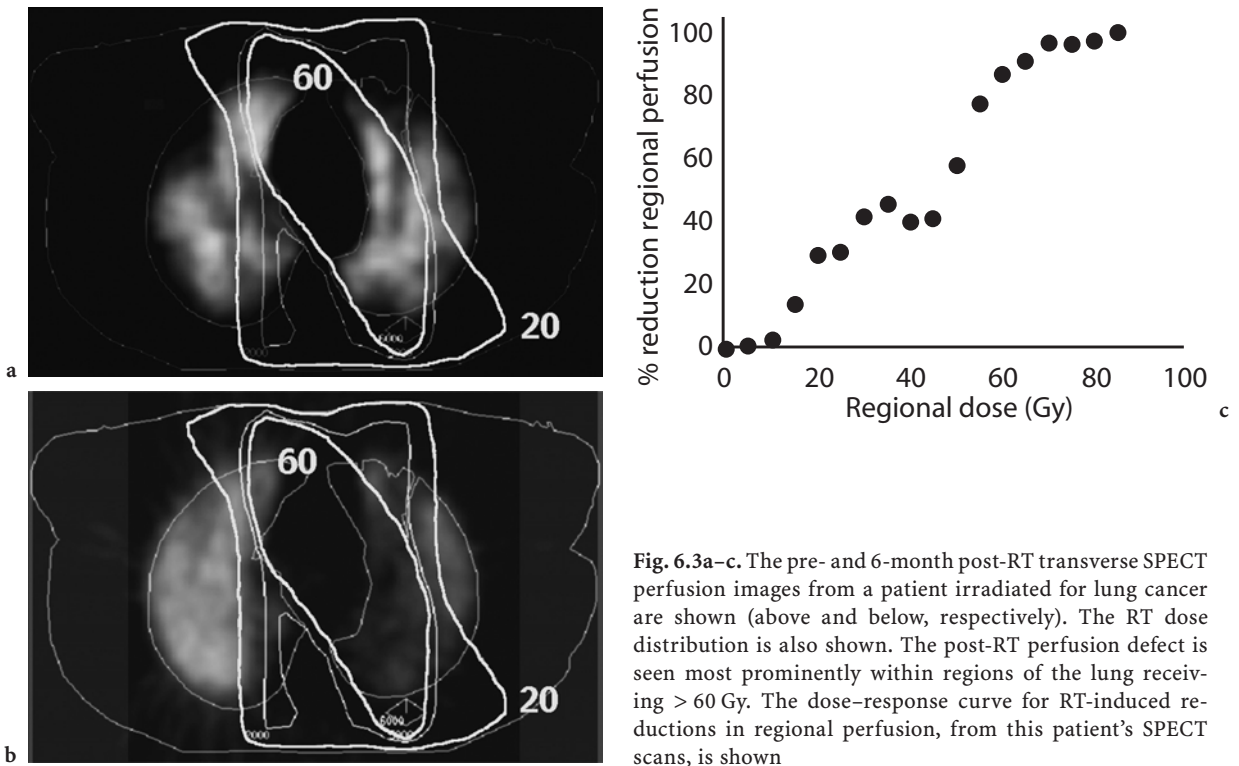 60
20
6000
a
60
20
2000
6000
b
% reduction regional perfusion
100
80
60
40
20
0
0 20 40 60 80 100
Regional dose (Gy)
c
Fig. 6.3a–c. The pre- and 6-month post-RT transverse SPECT
perfusion images from a patient irradiated for lung cancer
are shown (above and below, respectively). The RT dose
distribution is also shown. The post-RT perfusion defect is
seen most prominently within regions of the lung receiv-
ing > 60 Gy. The dose–response curve for RT-induced re-
ductions in regional perfusion, from this patient’s SPECT
scans, is shown